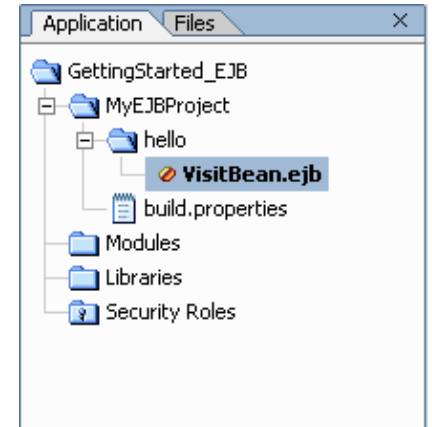 Application Files
GettingStarted_EJB
MyEJBProject
hello
VisitBean.ejb
build.properties
Modules
Libraries
Security Roles